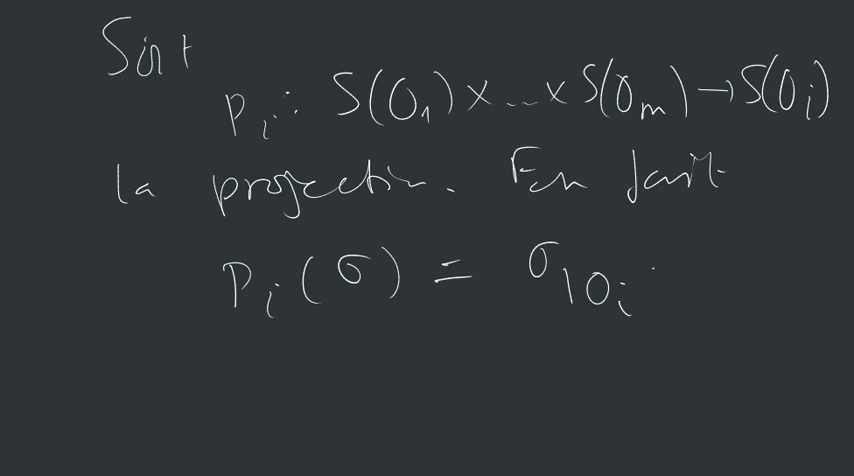 Soit
p_i : S(O_1) × ... × S(O_m) → S(O_i)
la projection. En fait
p_i(σ) = σ|O_i.